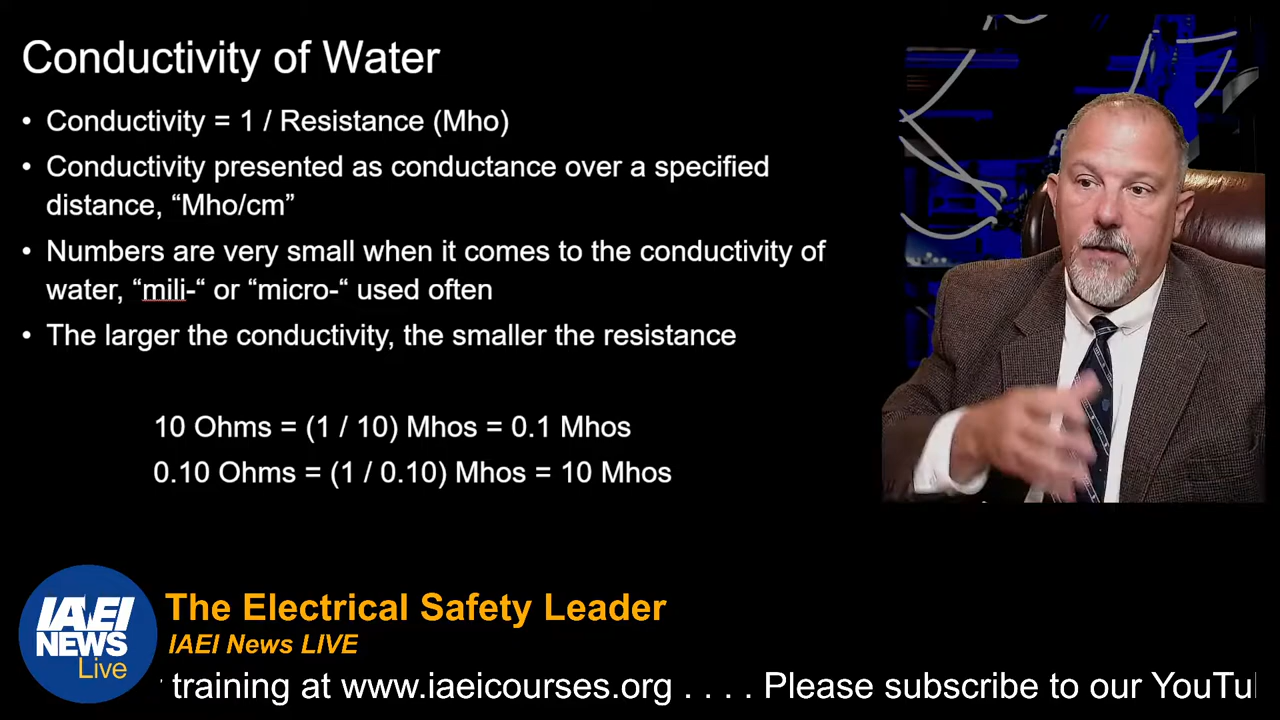 Conductivity of Water
• Conductivity = 1 / Resistance (Mho)
• Conductivity presented as conductance over a specified
distance, “Mho/cm”
• Numbers are very small when it comes to the conductivity of
water, “mili-“ or “micro-“ used often
• The larger the conductivity, the smaller the resistance
10 Ohms = (1 / 10) Mhos = 0.1 Mhos
0.10 Ohms = (1 / 0.10) Mhos = 10 Mhos
IAEI
NEWS
Live
The Electrical Safety Leader
IAEI News LIVE
training at www.iaeicourses.org . . . . Please subscribe to our YouTu